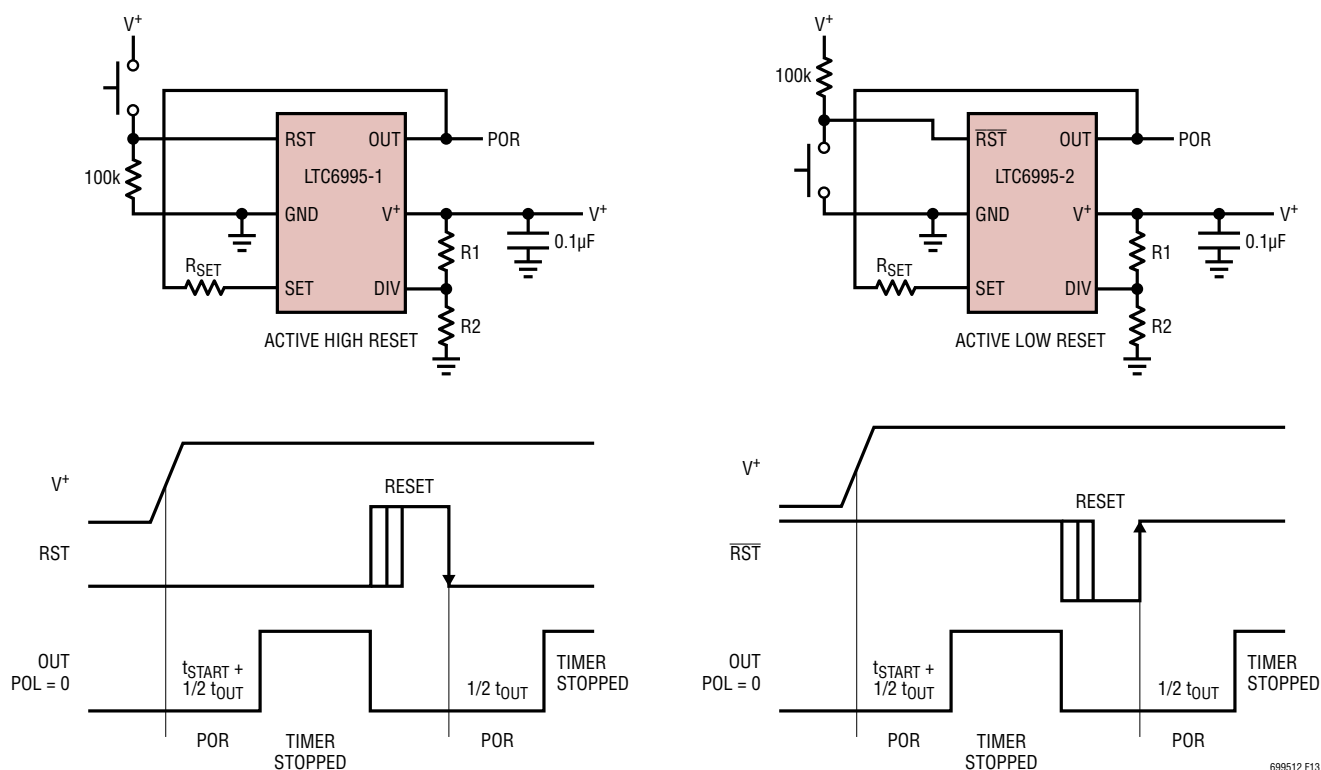 V+
100k
RST
OUT
POR
LTC6995-1
GND
V+
V+
R1
0.1µF
RSET
SET
DIV
R2
ACTIVE HIGH RESET
V+
100k
RST
OUT
POR
LTC6995-2
GND
V+
V+
R1
0.1µF
RSET
SET
DIV
R2
ACTIVE LOW RESET
V+
RESET
RST
OUT
POL = 0
tSTART +
1/2 tOUT
1/2 tOUT
TIMER
STOPPED
POR
TIMER
STOPPED
POR
V+
RESET
RST
OUT
POL = 0
tSTART +
1/2 tOUT
1/2 tOUT
TIMER
STOPPED
POR
TIMER
STOPPED
POR
699512 F13